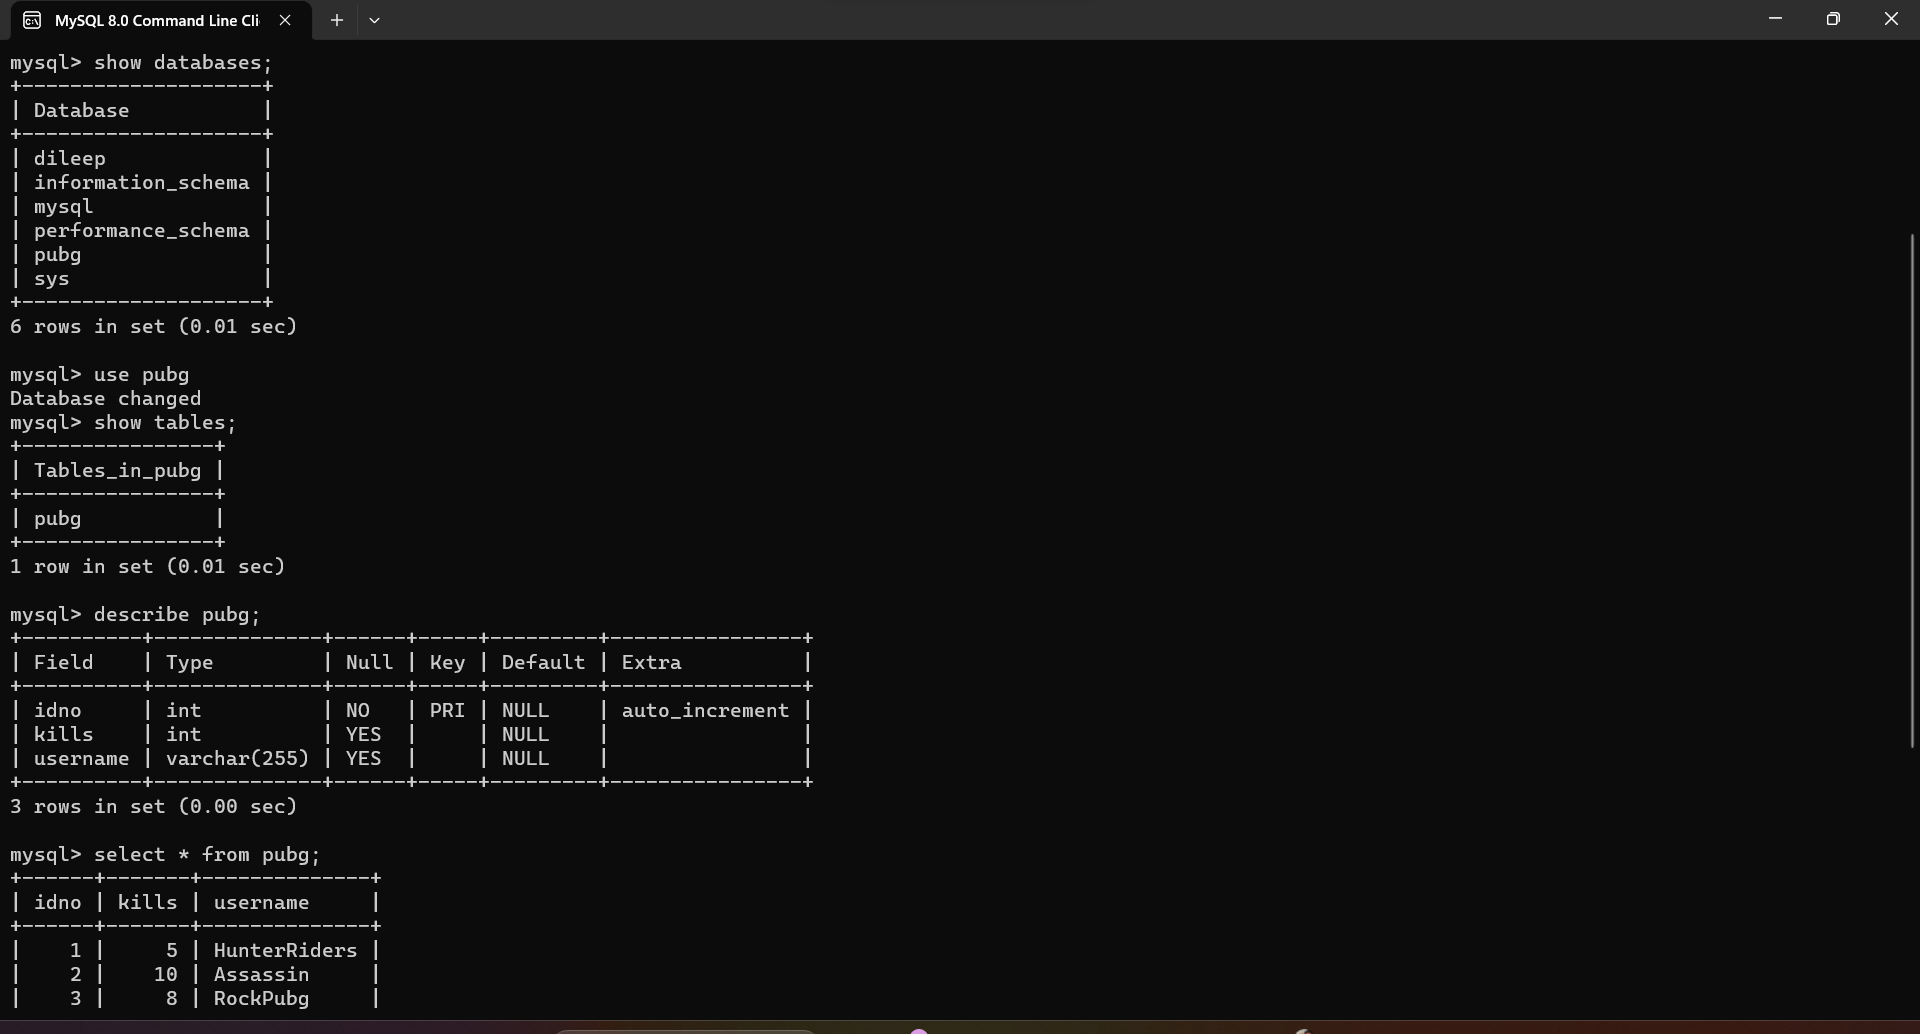 MySQL 8.0 Command Line Cli
mysql> show databases;
+--------------------+
| Database           |
+--------------------+
| dileep             |
| information_schema |
| mysql              |
| performance_schema |
| pubg               |
| sys                |
+--------------------+
6 rows in set (0.01 sec)

mysql> use pubg
Database changed
mysql> show tables;
+----------------+
| Tables_in_pubg |
+----------------+
| pubg           |
+----------------+
1 row in set (0.01 sec)

mysql> describe pubg;
+----------+--------------+------+-----+---------+----------------+
| Field    | Type         | Null | Key | Default | Extra          |
+----------+--------------+------+-----+---------+----------------+
| idno     | int          | NO   | PRI | NULL    | auto_increment |
| kills    | int          | YES  |     | NULL    |                |
| username | varchar(255) | YES  |     | NULL    |                |
+----------+--------------+------+-----+---------+----------------+
3 rows in set (0.00 sec)

mysql> select * from pubg;
+------+-------+--------------+
| idno | kills | username     |
+------+-------+--------------+
|    1 |     5 | HunterRiders |
|    2 |    10 | Assassin     |
|    3 |     8 | RockPubg     |